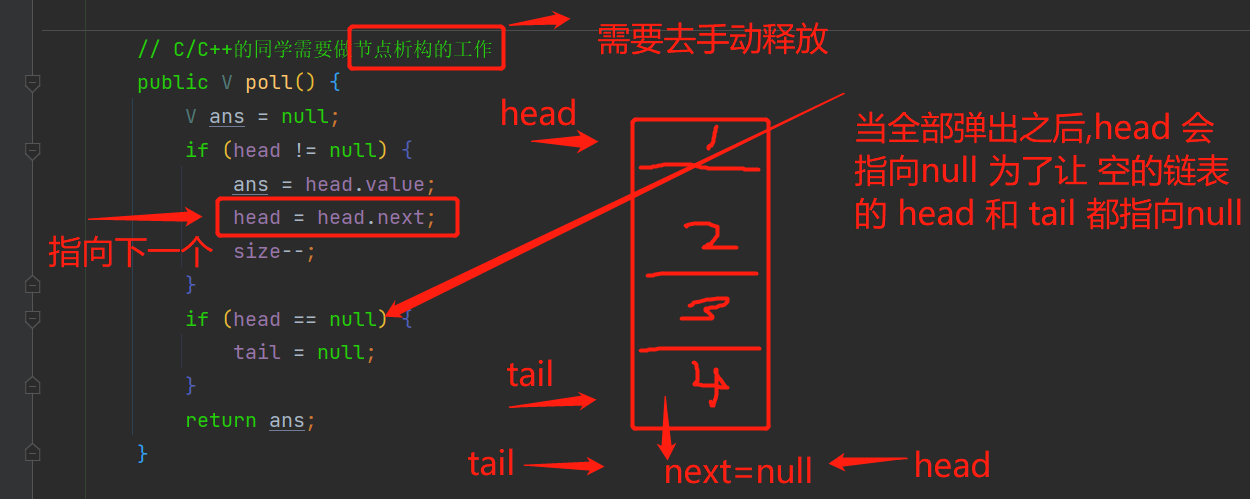 需要去手动释放
// C/C++的同学需要做节点析构的工作
public V poll() {
V ans = null;
if (head != null) {
ans = head.value;
head = head.next;
size--;
}
if (head == null) {
tail = null;
}
return ans;
}
指向下一个
head
1
2
3
4
tail
tail
next=null
head
当全部弹出之后,head 会
指向null 为了让 空的链表
的 head 和 tail 都指向null